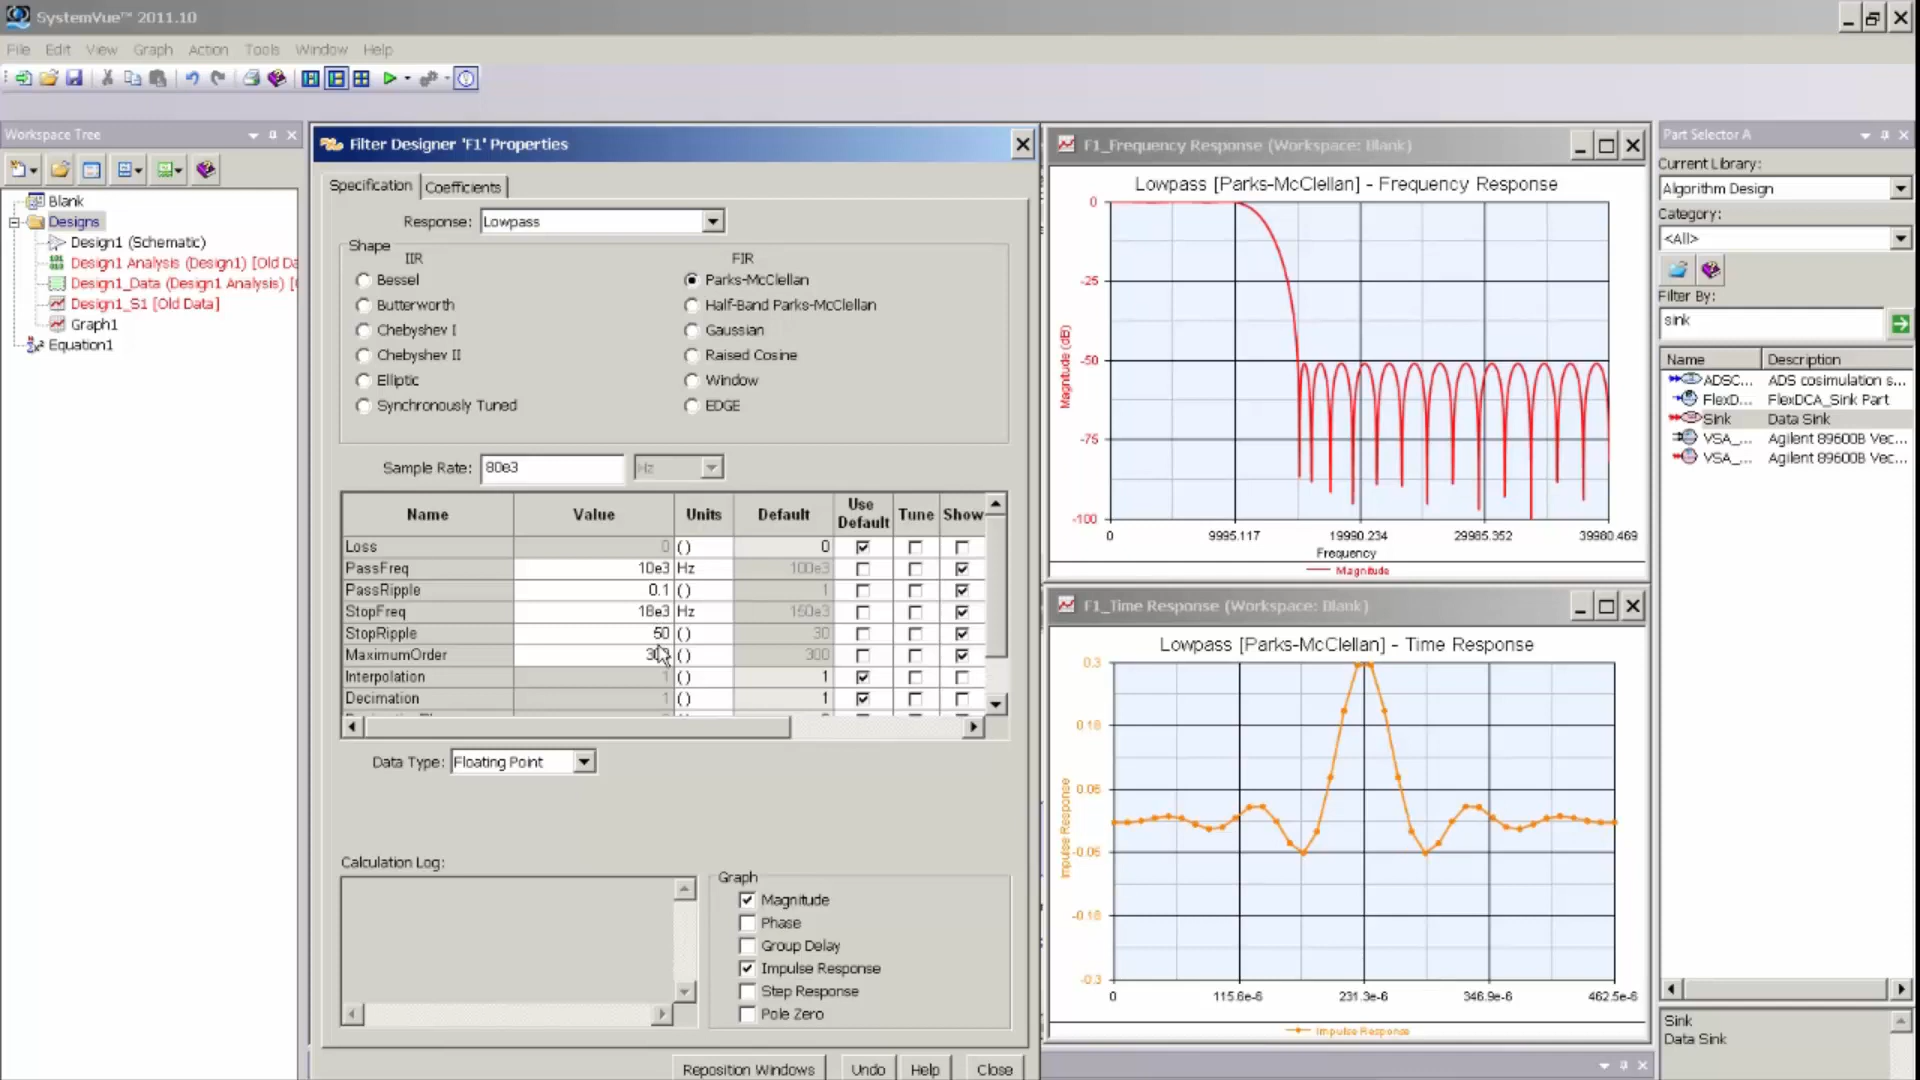 SystemVue™ 2011.10
File Edit View Graph Action Tools Window Help
Workspace Tree
Blank
Designs
Design1 (Schematic)
Design1 Analysis (Design1) [Old Da
Design1_Data (Design1 Analysis) [
Design1_S1 [Old Data]
Graph1
Equation1
Filter Designer 'F1' Properties
Specification Coefficients
Response: Lowpass
Shape
IIR FIR
Bessel Parks-McClellan
Butterworth Half-Band Parks-McClellan
Chebyshev I Gaussian
Chebyshev II Raised Cosine
Elliptic Window
Synchronously Tuned EDGE
Sample Rate: 80e3 Hz
Name Value Units Default Use Default Tune Show
Loss 0 () 0
PassFreq 10e3 Hz 100e3
PassRipple 0.1 () 1
StopFreq 18e3 Hz 150e3
StopRipple 50 () 30
MaximumOrder () 300
Interpolation 1 () 1
Decimation 1 () 1
Data Type: Floating Point
Calculation Log:
Graph
Magnitude
Phase
Group Delay
Impulse Response
Step Response
Pole Zero
Reposition Windows Undo Help Close
F1_Frequency Response (Workspace: Blank)
Lowpass [Parks-McClellan] - Frequency Response
Magnitude (dB)
0
-25
-50
-75
-100
0 9995.117 19990.234 29985.352 39980.469
Frequency
Magnitude
F1_Time Response (Workspace: Blank)
Lowpass [Parks-McClellan] - Time Response
Impulse Response
0.3
0.18
0.06
-0.06
-0.18
-0.3
0 115.6e-6 231.3e-6 346.9e-6 462.5e-6
Impulse Response
Part Selector A
Current Library:
Algorithm Design
Category:
<All>
Filter By:
sink
Name Description
ADSC... ADS cosimulation s...
FlexD... FlexDCA_Sink Part
Sink Data Sink
VSA_... Agilent 89600B Vec...
VSA_... Agilent 89600B Vec...
Sink
Data Sink